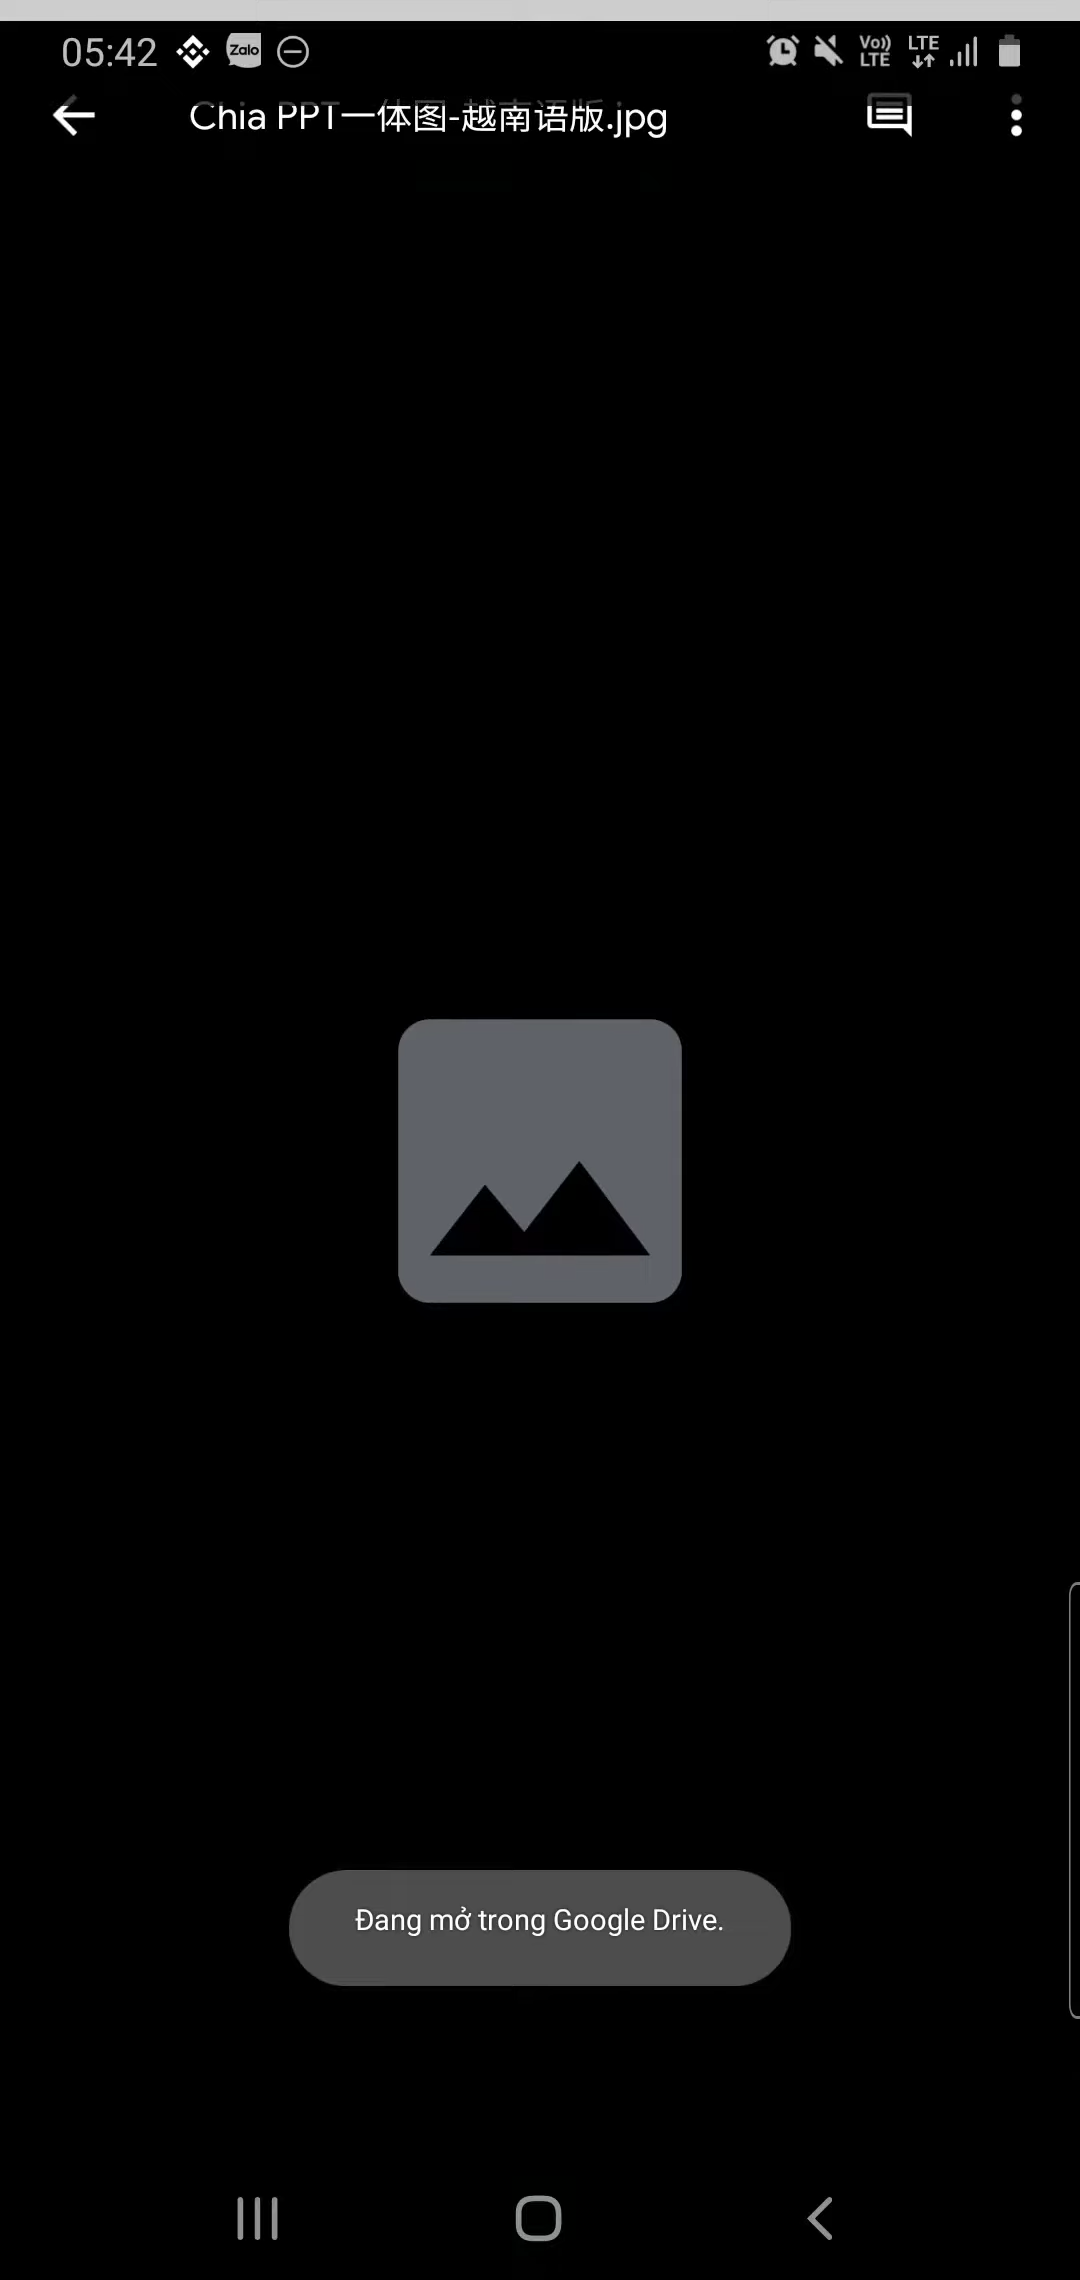 05:42 Zalo Vo)) LTE LTE
Chia PPT一体图-越南语版.jpg
Đang mở trong Google Drive.